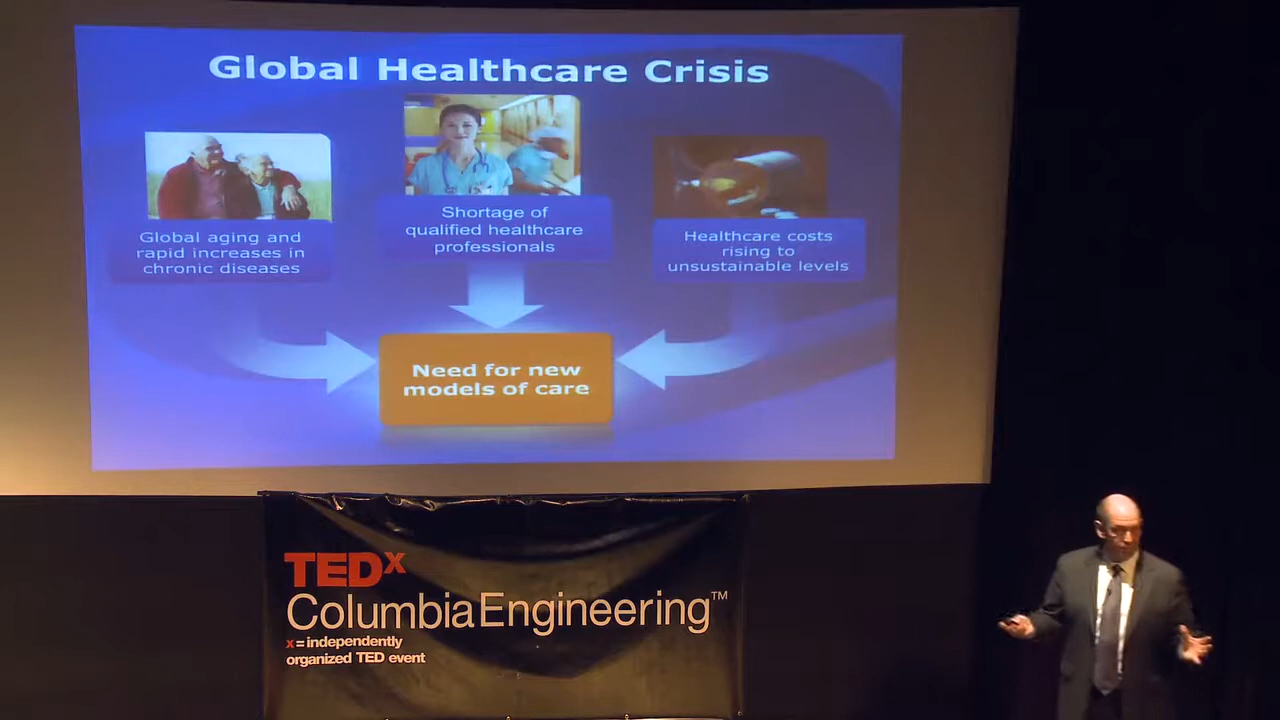 Global Healthcare Crisis
Global aging and
rapid increases in
chronic diseases
Shortage of
qualified healthcare
professionals
Healthcare costs
rising to
unsustainable levels
Need for new
models of care
TEDx
ColumbiaEngineering™
x=independently
organized TED event